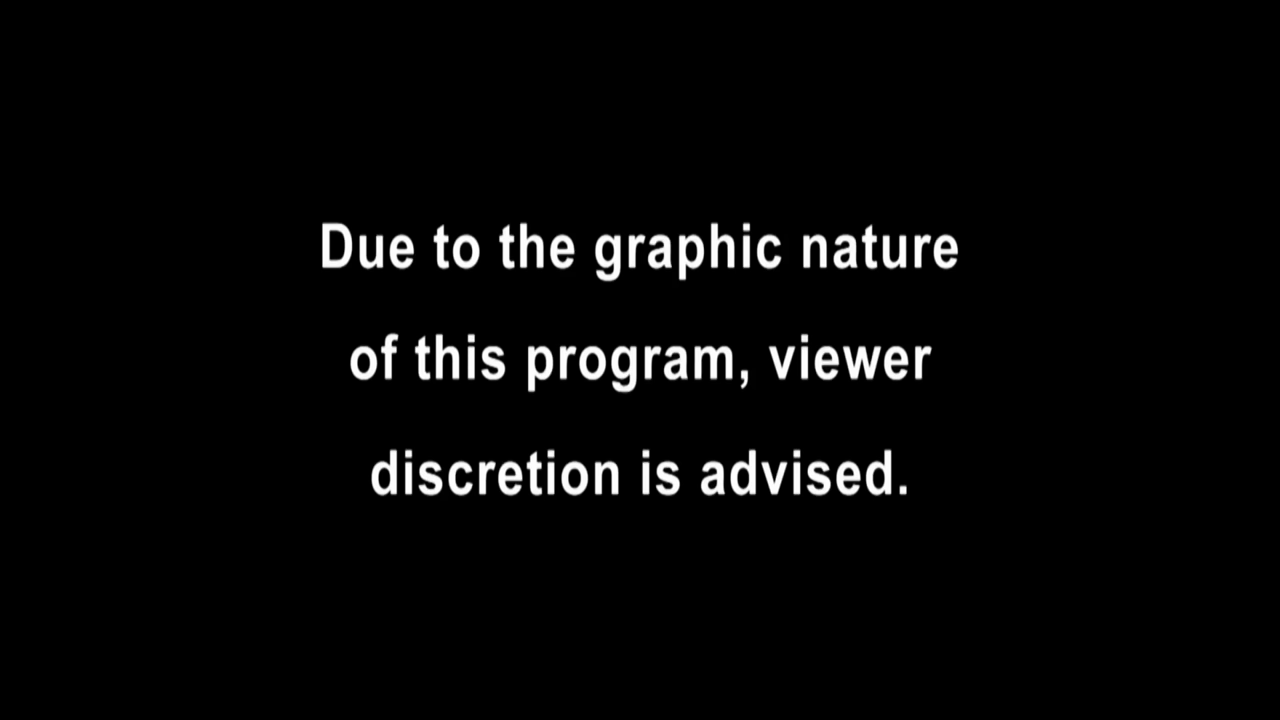 Due to the graphic nature
of this program, viewer
discretion is advised.